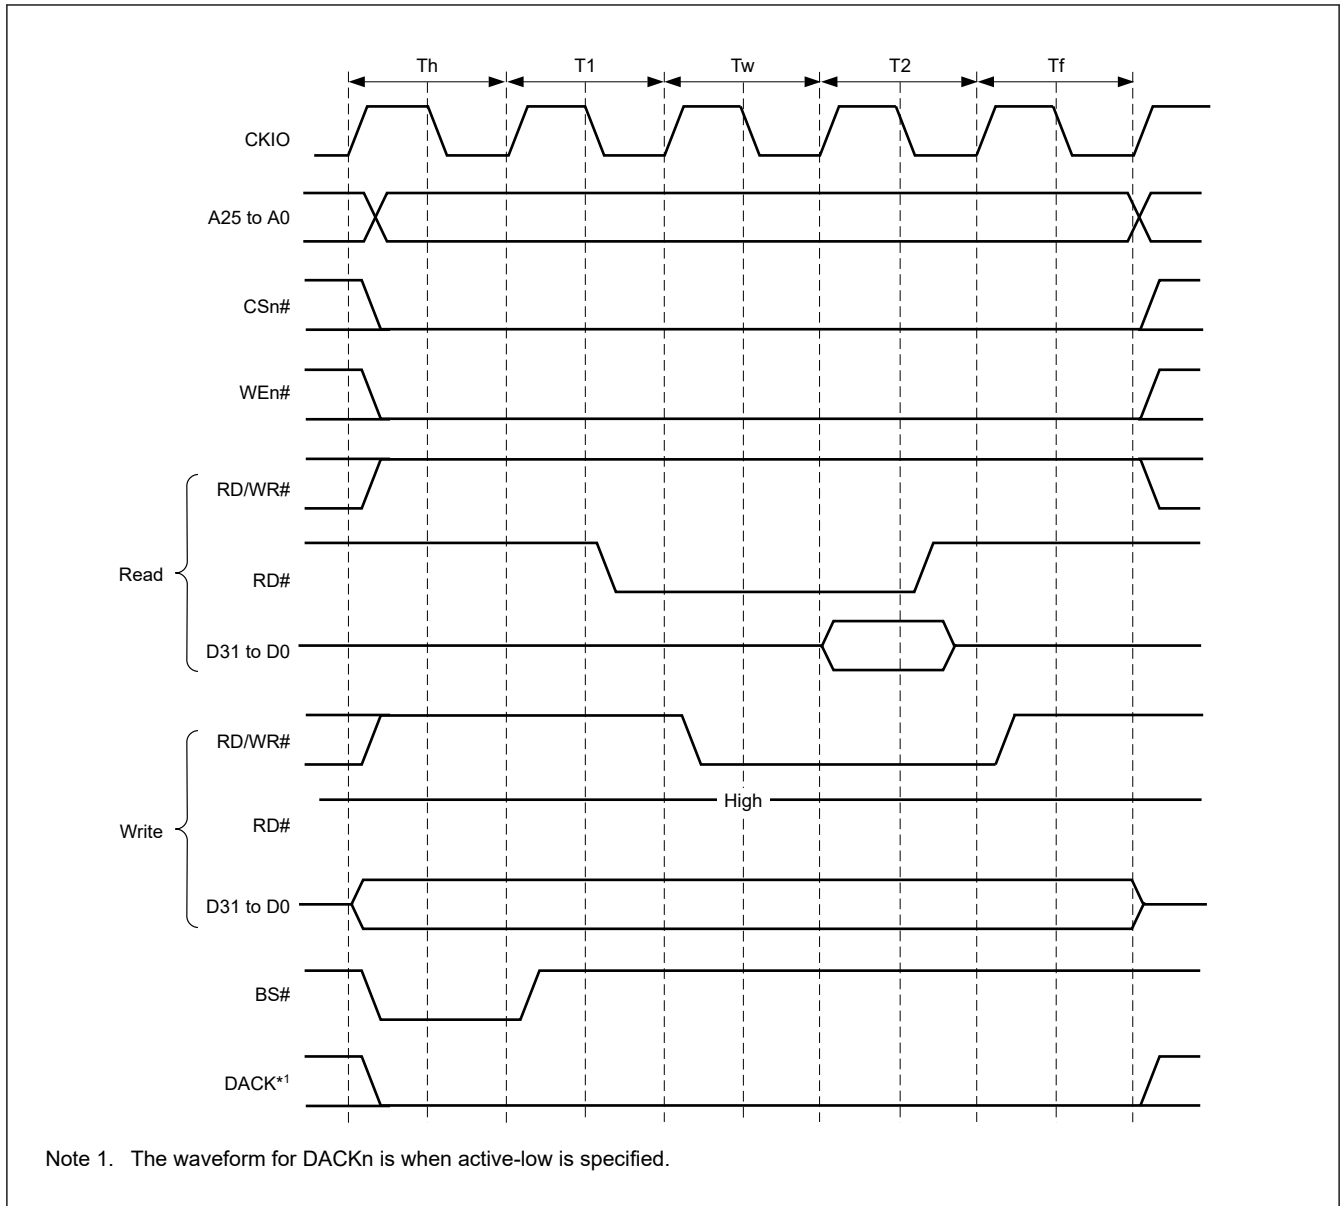 Th T1 Tw T2 Tf
CKIO
A25 to A0
CSn#
WEn#
RD/WR#
Read
RD#
D31 to D0
RD/WR#
High
RD#
Write
D31 to D0
BS#
DACK*1
Note 1. The waveform for DACKn is when active-low is specified.